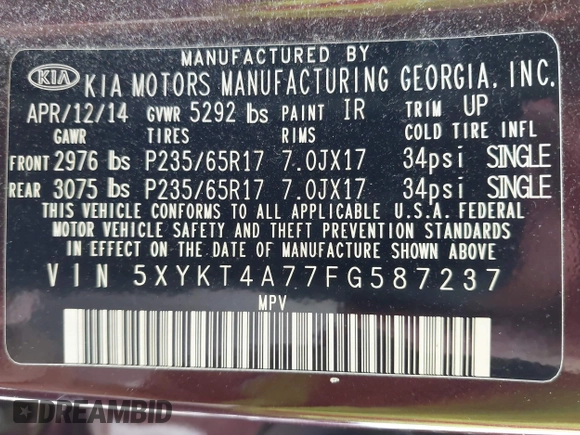 MANUFACTURED BY
KIA KIA MOTORS MANUFACTURING GEORGIA, INC.
APR/12/14 GVWR 5292 lbs PAINT IR TRIM UP
GAWR TIRES RIMS COLD TIRE INFL
FRONT 2976 lbs P235/65R17 7.0JX17 34psi SINGLE
REAR 3075 lbs P235/65R17 7.0JX17 34psi SINGLE
THIS VEHICLE CONFORMS TO ALL APPLICABLE U.S.A. FEDERAL
MOTOR VEHICLE SAFETY AND THEFT PREVENTION STANDARDS
IN EFFECT ON THE DATE OF MANUFACTURE SHOWN ABOVE
VIN 5XYKT4A77FG587237
MPV
DREAMBID